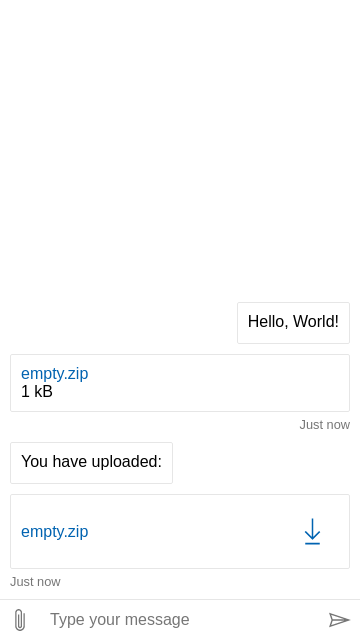 Hello, World!
empty.zip
1 kB
Just now
You have uploaded:
empty.zip
Just now
Type your message